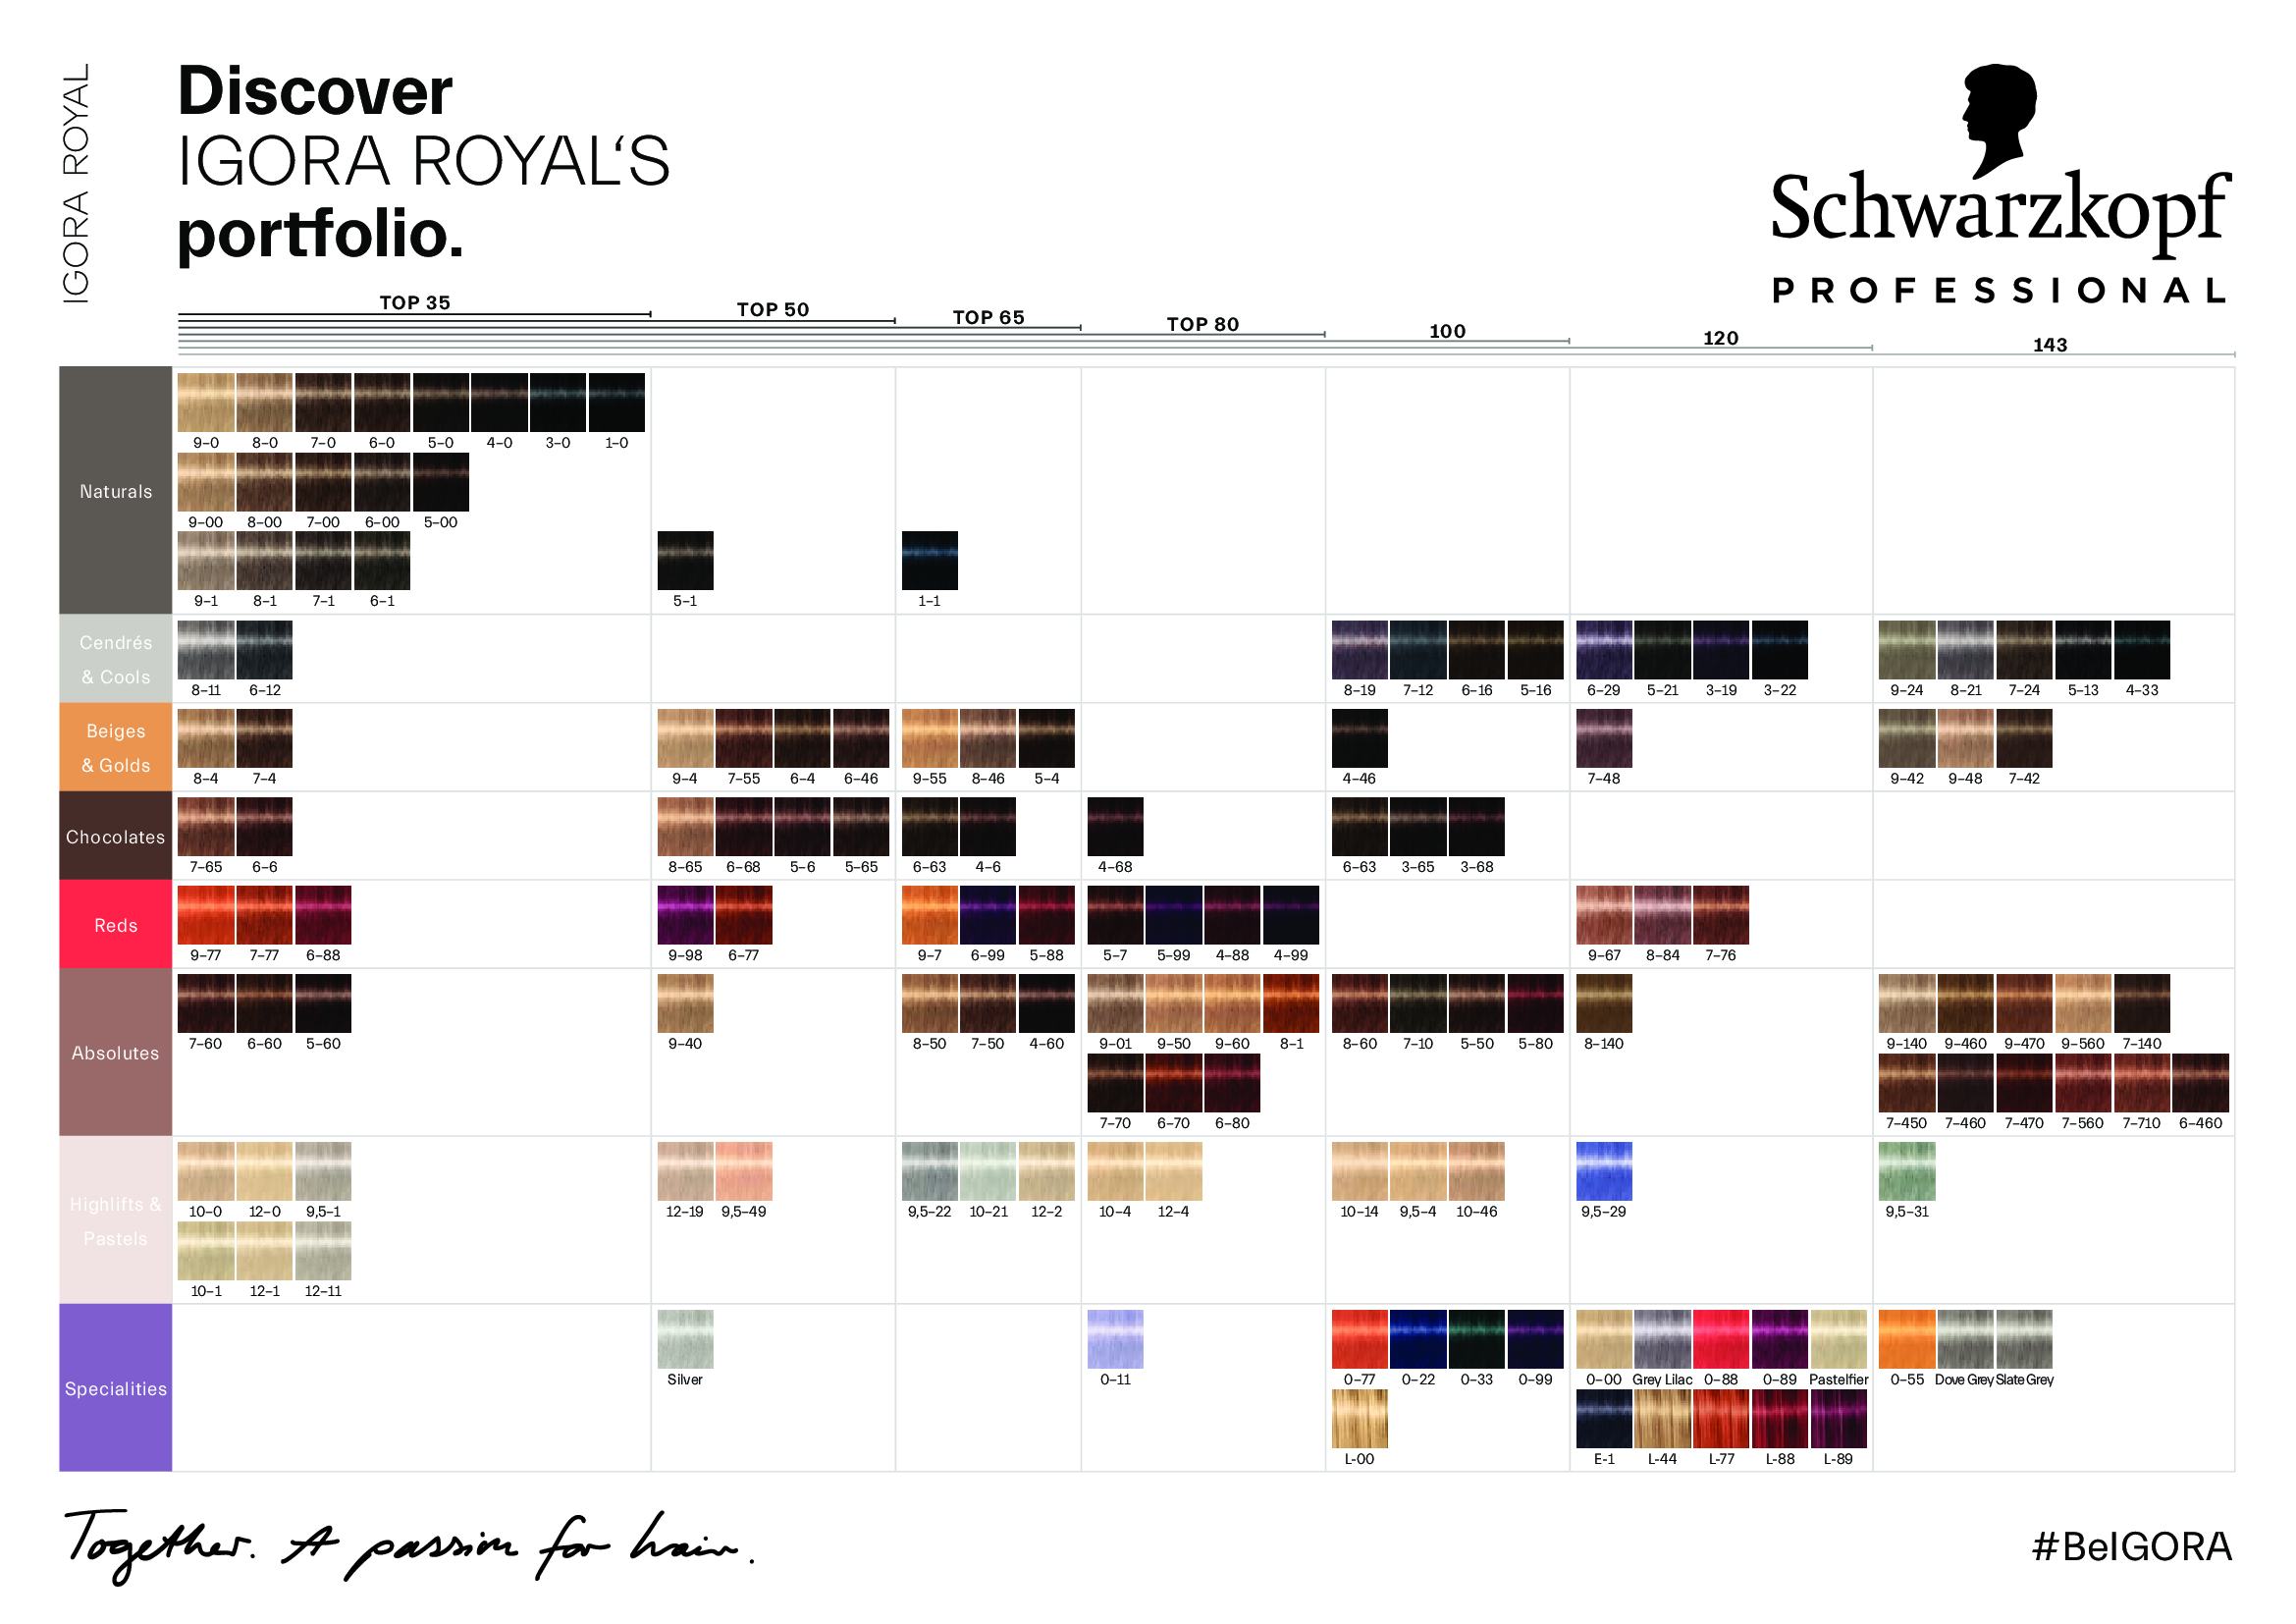 IGORA ROYAL
Discover
IGORA ROYAL‘S
portfolio.
Schwarzkopf
PROFESSIONAL
TOP 35
TOP 50
TOP 65
TOP 80
100
120
143
Naturals
9–0 8–0 7–0 6–0 5–0 4–0 3–0 1–0
9–00 8–00 7–00 6–00 5–00
9–1 8–1 7–1 6–1 5–1 1–1
Cendrés
& Cools
8–11 6–12 8–19 7–12 6–16 5–16 6–29 5–21 3–19 3–22 9–24 8–21 7–24 5–13 4–33
Beiges
& Golds
8–4 7–4 9–4 7–55 6–4 6–46 9–55 8–46 5–4 4–46 7–48 9–42 9–48 7–42
Chocolates
7–65 6–6 8–65 6–68 5–6 5–65 6–63 4–6 4–68 6–63 3–65 3–68
Reds
9–77 7–77 6–88 9–98 6–77 9–7 6–99 5–88 5–7 5–99 4–88 4–99 9–67 8–84 7–76
Absolutes
7–60 6–60 5–60 9–40 8–50 7–50 4–60 9–01 9–50 9–60 8–1 8–60 7–10 5–50 5–80 8–140 9–140 9–460 9–470 9–560 7–140
7–70 6–70 6–80 7–450 7–460 7–470 7–560 7–710 6–460
Highlifts &
Pastels
10–0 12–0 9,5–1 12–19 9,5–49 9,5–22 10–21 12–2 10–4 12–4 10–14 9,5–4 10–46 9,5–29 9,5–31
10–1 12–1 12–11
Specialities
Silver 0–11 0–77 0–22 0–33 0–99 0–00 Grey Lilac 0–88 0–89 Pastelfier 0–55 Dove Grey Slate Grey
L-00 E-1 L-44 L-77 L-88 L-89
Together. A passion for hair.
#BeIGORA